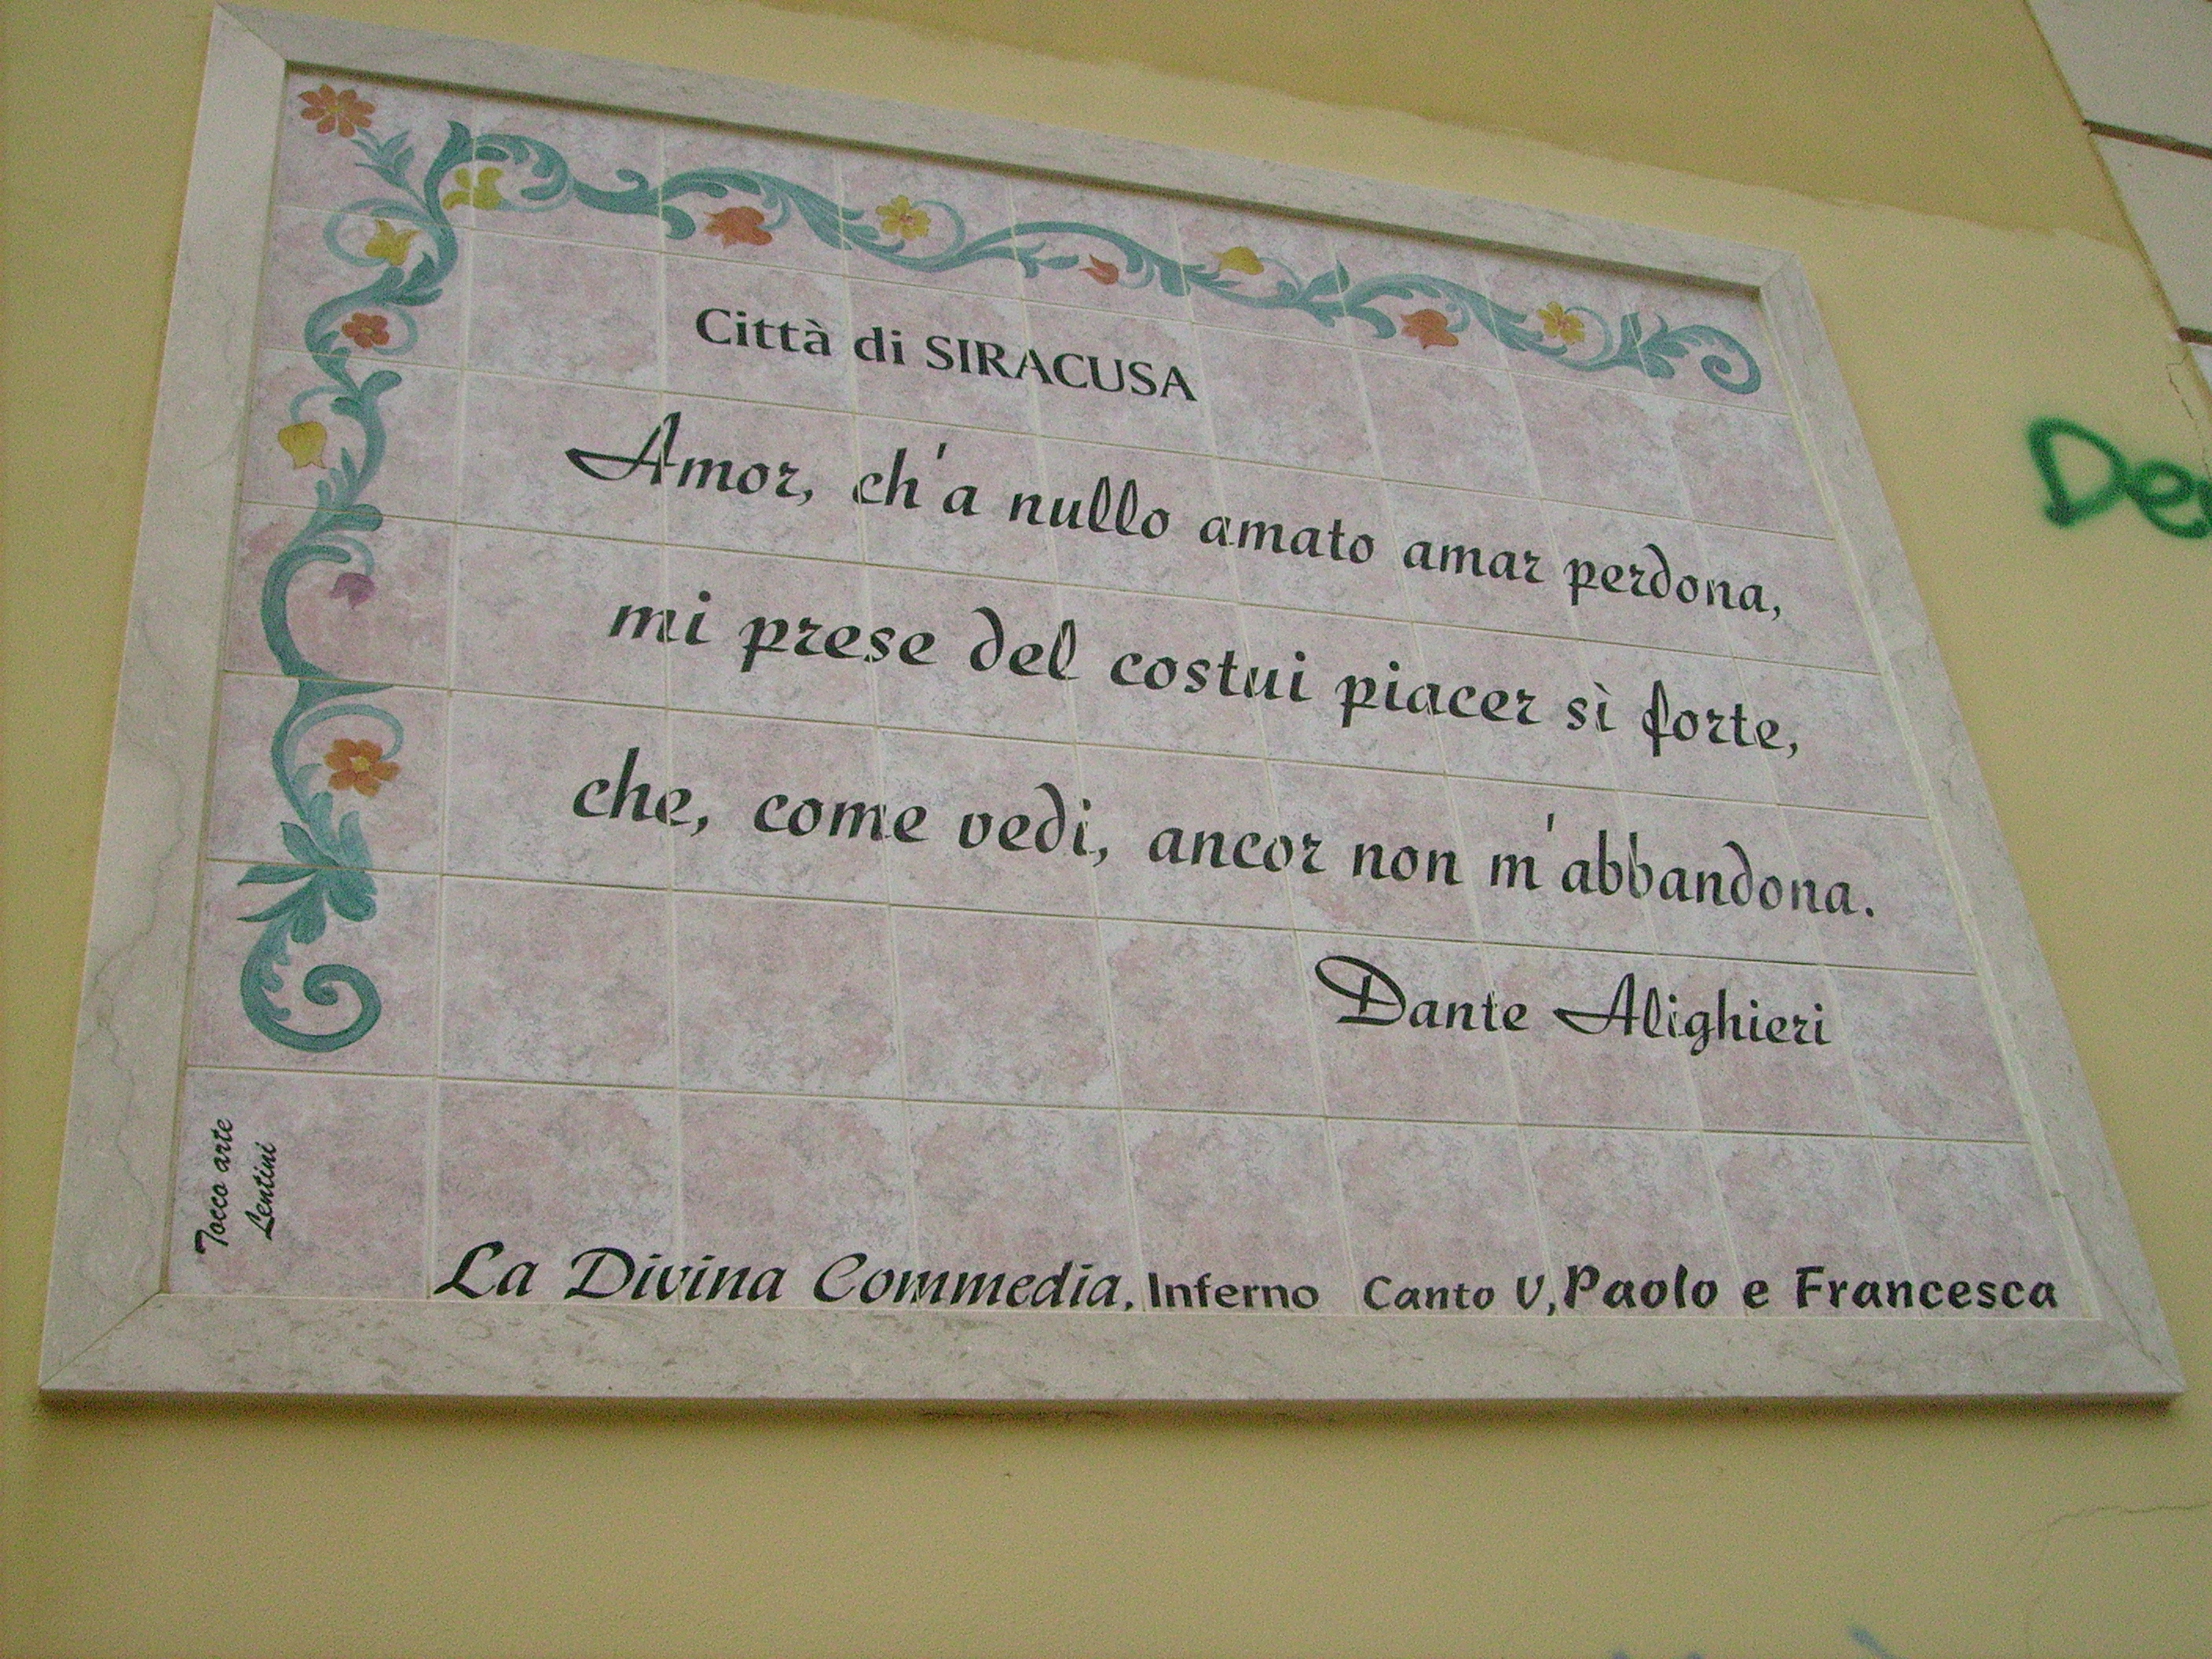 Città di SIRACUSA
Amor, ch'a nullo amato amar perdona,
mi prese del costui piacer sì forte,
che, come vedi, ancor non m'abbandona.
Dante Alighieri
Tocco arte
Lentini
La Divina Commedia. Inferno Canto V, Paolo e Francesca